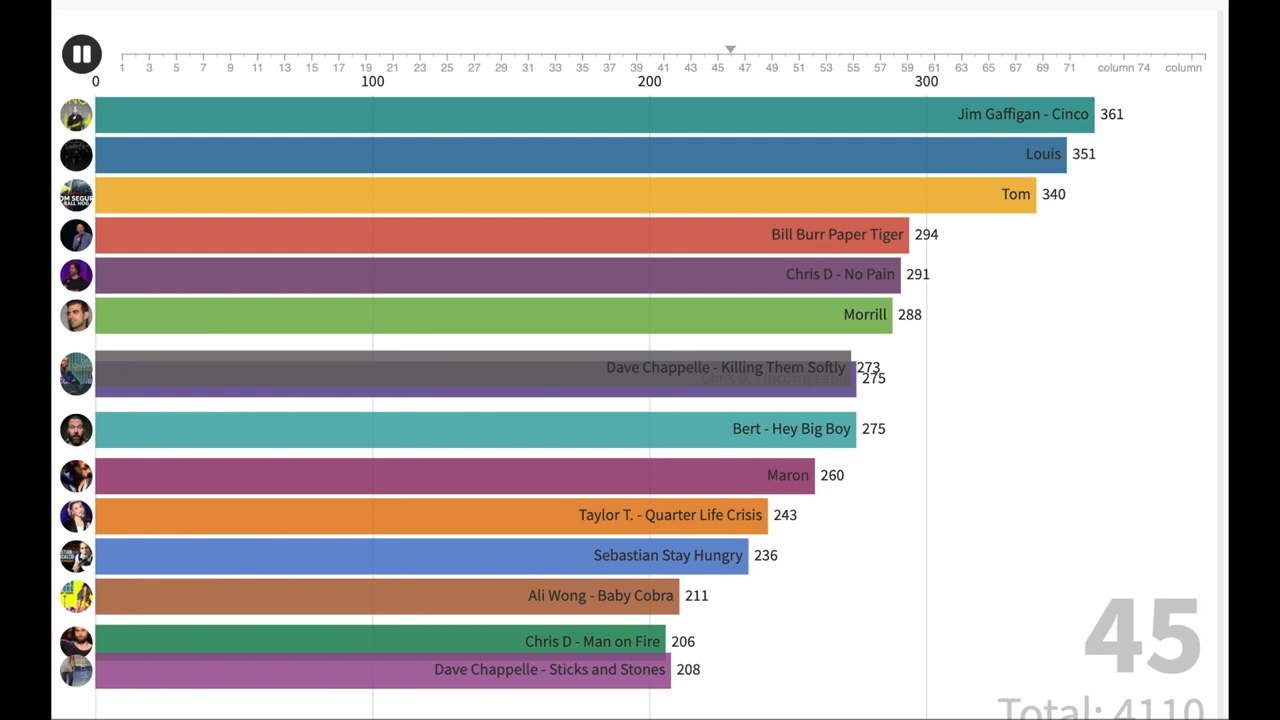 1 3 5 7 9 11 13 15 17 19 21 23 25 27 29 31 33 35 37 39 41 43 45 47 49 51 53 55 57 59 61 63 65 67 69 71 column 74 column
0 100 200 300
Jim Gaffigan - Cinco 361
Louis 351
Tom 340
Bill Burr Paper Tiger 294
Chris D - No Pain 291
Morrill 288
Dave Chappelle - Killing Them Softly 273
275
Bert - Hey Big Boy 275
Maron 260
Taylor T. - Quarter Life Crisis 243
Sebastian Stay Hungry 236
Ali Wong - Baby Cobra 211
Chris D - Man on Fire 206
Dave Chappelle - Sticks and Stones 208
45
Total: 4110